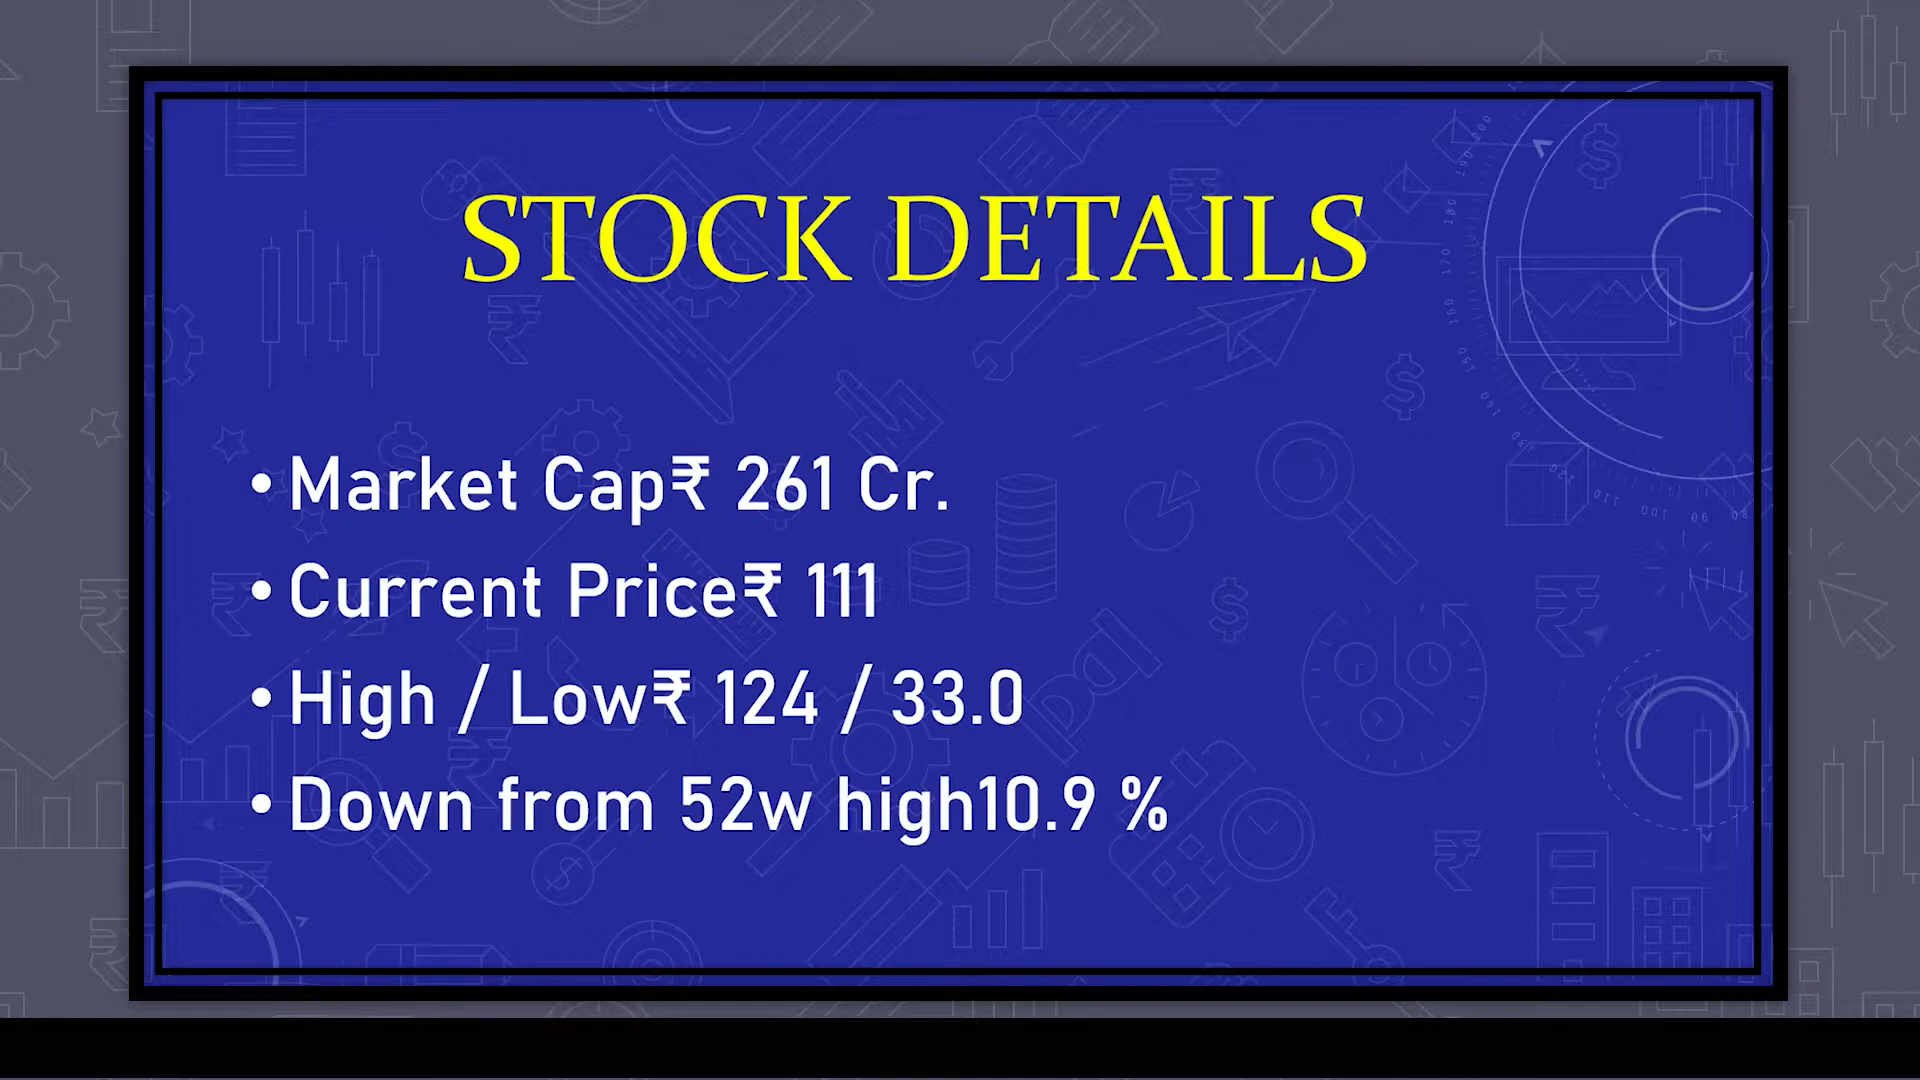 STOCK DETAILS
• Market Cap₹ 261 Cr.
• Current Price₹ 111
• High / Low₹ 124 / 33.0
• Down from 52w high10.9 %